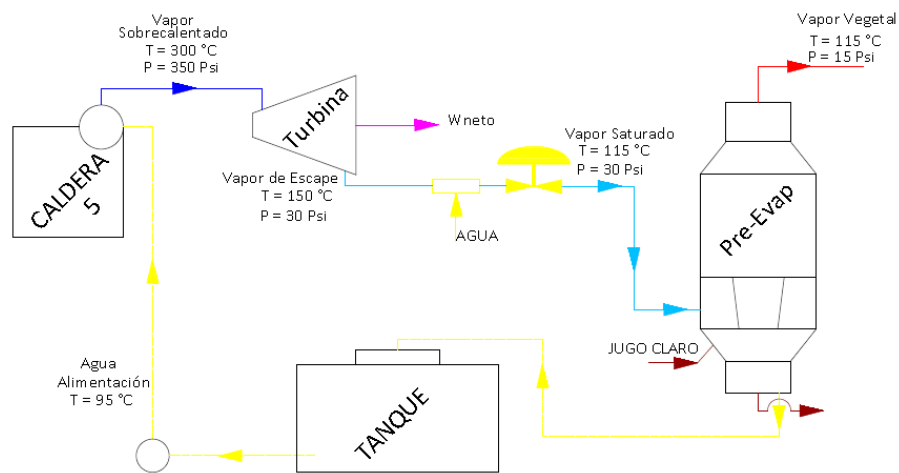 Vapor
Sobrecalentado
T = 300 °C
P = 350 Psi
Vapor Vegetal
T = 115 °C
P = 15 Psi
Turbina
W neto
Vapor Saturado
T = 115 °C
P = 30 Psi
CALDERA
5
Vapor de Escape
T = 150 °C
P = 30 Psi
AGUA
Pre-Evap
JUGO CLARO
Agua
Alimentación
T = 95 °C
TANQUE